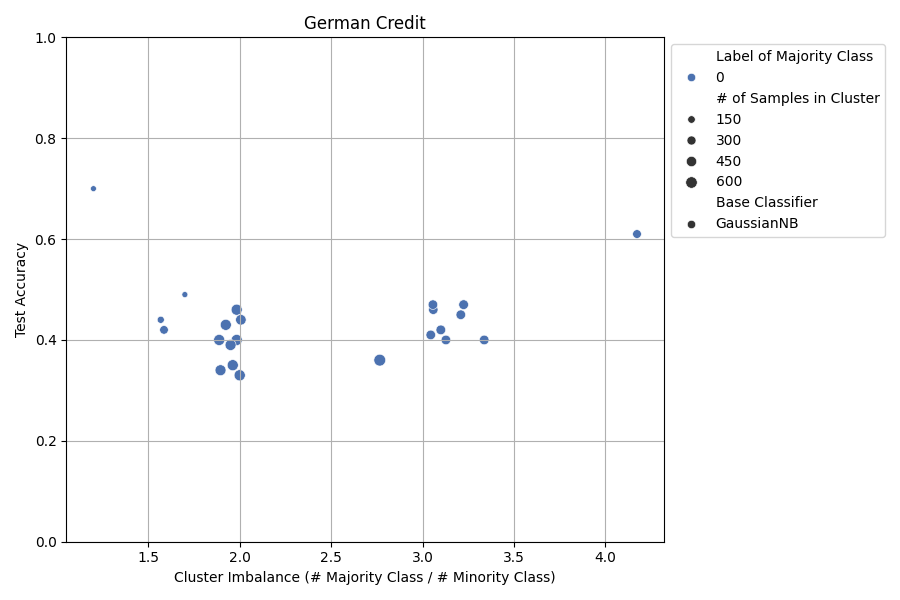 German Credit
1.0
0.8
0.6
0.4
0.2
0.0
Test Accuracy
1.5
2.0
2.5
3.0
3.5
4.0
Cluster Imbalance (# Majority Class / # Minority Class)
Label of Majority Class
0
# of Samples in Cluster
150
300
450
600
Base Classifier
GaussianNB